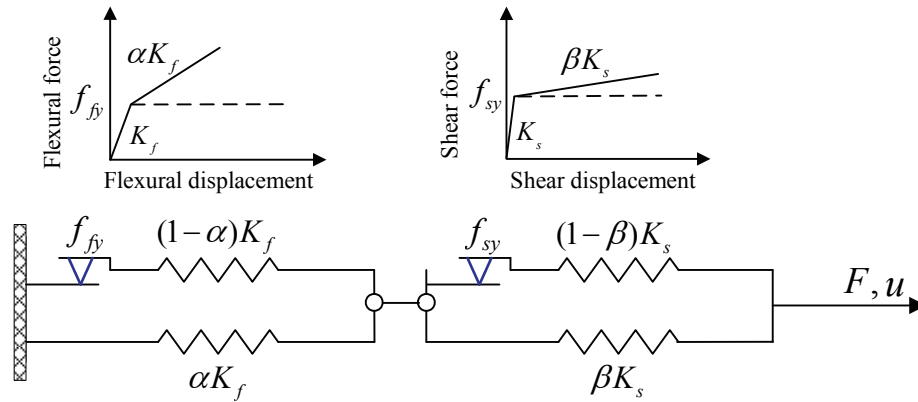 Flexural force
αK_f
f_fy
K_f
Flexural displacement
Shear force
βK_s
f_sy
K_s
Shear displacement
f_fy
(1-α)K_f
f_sy
(1-β)K_s
F, u
αK_f
βK_s